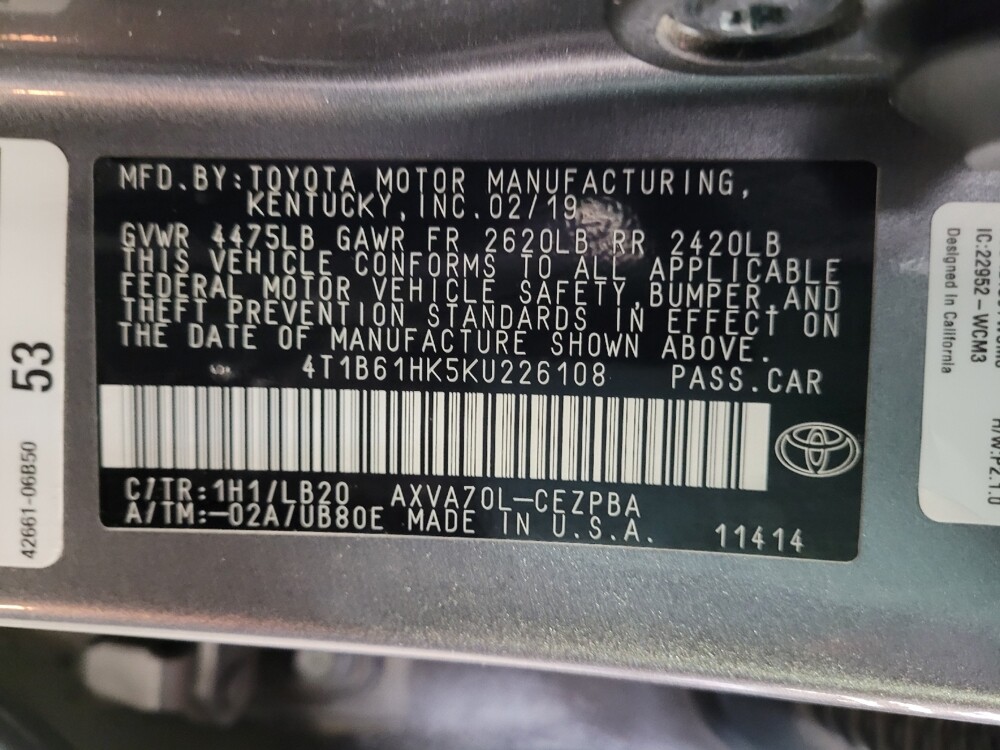 MFD.BY:TOYOTA MOTOR MANUFACTURING,
KENTUCKY,INC.02/19
GVWR 4475LB GAWR FR 2620LB RR 2420LB
THIS VEHICLE CONFORMS TO ALL APPLICABLE
FEDERAL MOTOR VEHICLE SAFETY,BUMPER,AND
THEFT PREVENTION STANDARDS IN EFFECT ON
THE DATE OF MANUFACTURE SHOWN ABOVE.
4T1B61HK5KU226108 PASS.CAR
C/TR:1H1/LB20 AXVA70L-CEZPBA
A/TM:-02A/UB80E MADE IN U.S.A.
11414
53
42661-06B50
IC:22952-WCM3
Designed in California
H/W:P2.1.0